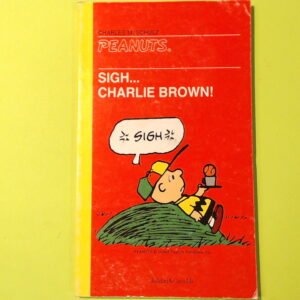 CHARLES M. SCHULZ
PEANUTS®
SIGH...
CHARLIE BROWN!
SIGH